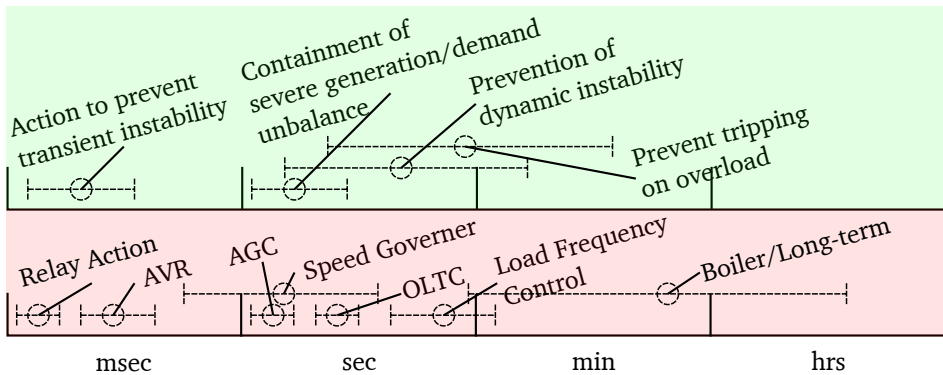 Action to prevent
transient instability
Containment of
severe generation/demand
unbalance
Prevention of
dynamic instability
Prevent tripping
on overload
Relay Action
AVR
AGC
Speed Governer
OLTC
Load Frequency
Control
Boiler/Long-term
msec
sec
min
hrs